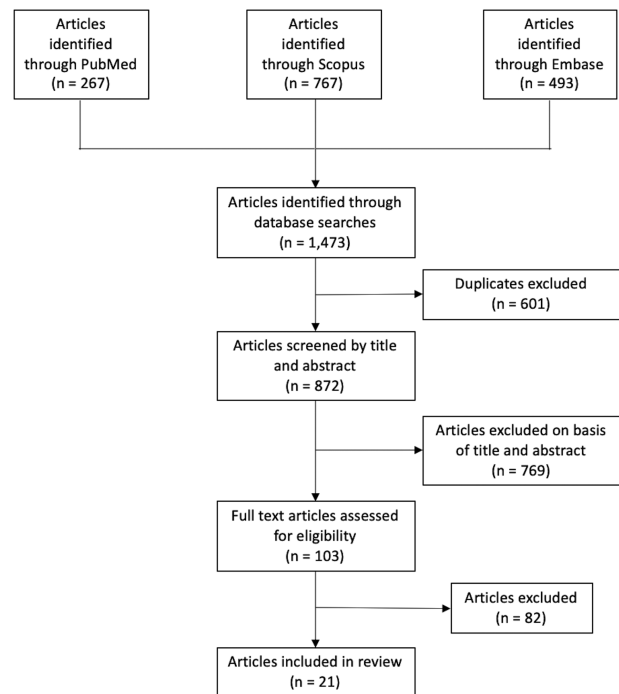 Articles
identified
through PubMed
(n = 267)
Articles
identified
through Scopus
(n = 767)
Articles
identified
through Embase
(n = 493)
Articles identified through
database searches
(n = 1,473)
Duplicates excluded
(n = 601)
Articles screened by title
and abstract
(n = 872)
Articles excluded on basis
of title and abstract
(n = 769)
Full text articles assessed
for eligibility
(n = 103)
Articles excluded
(n = 82)
Articles included in review
(n = 21)